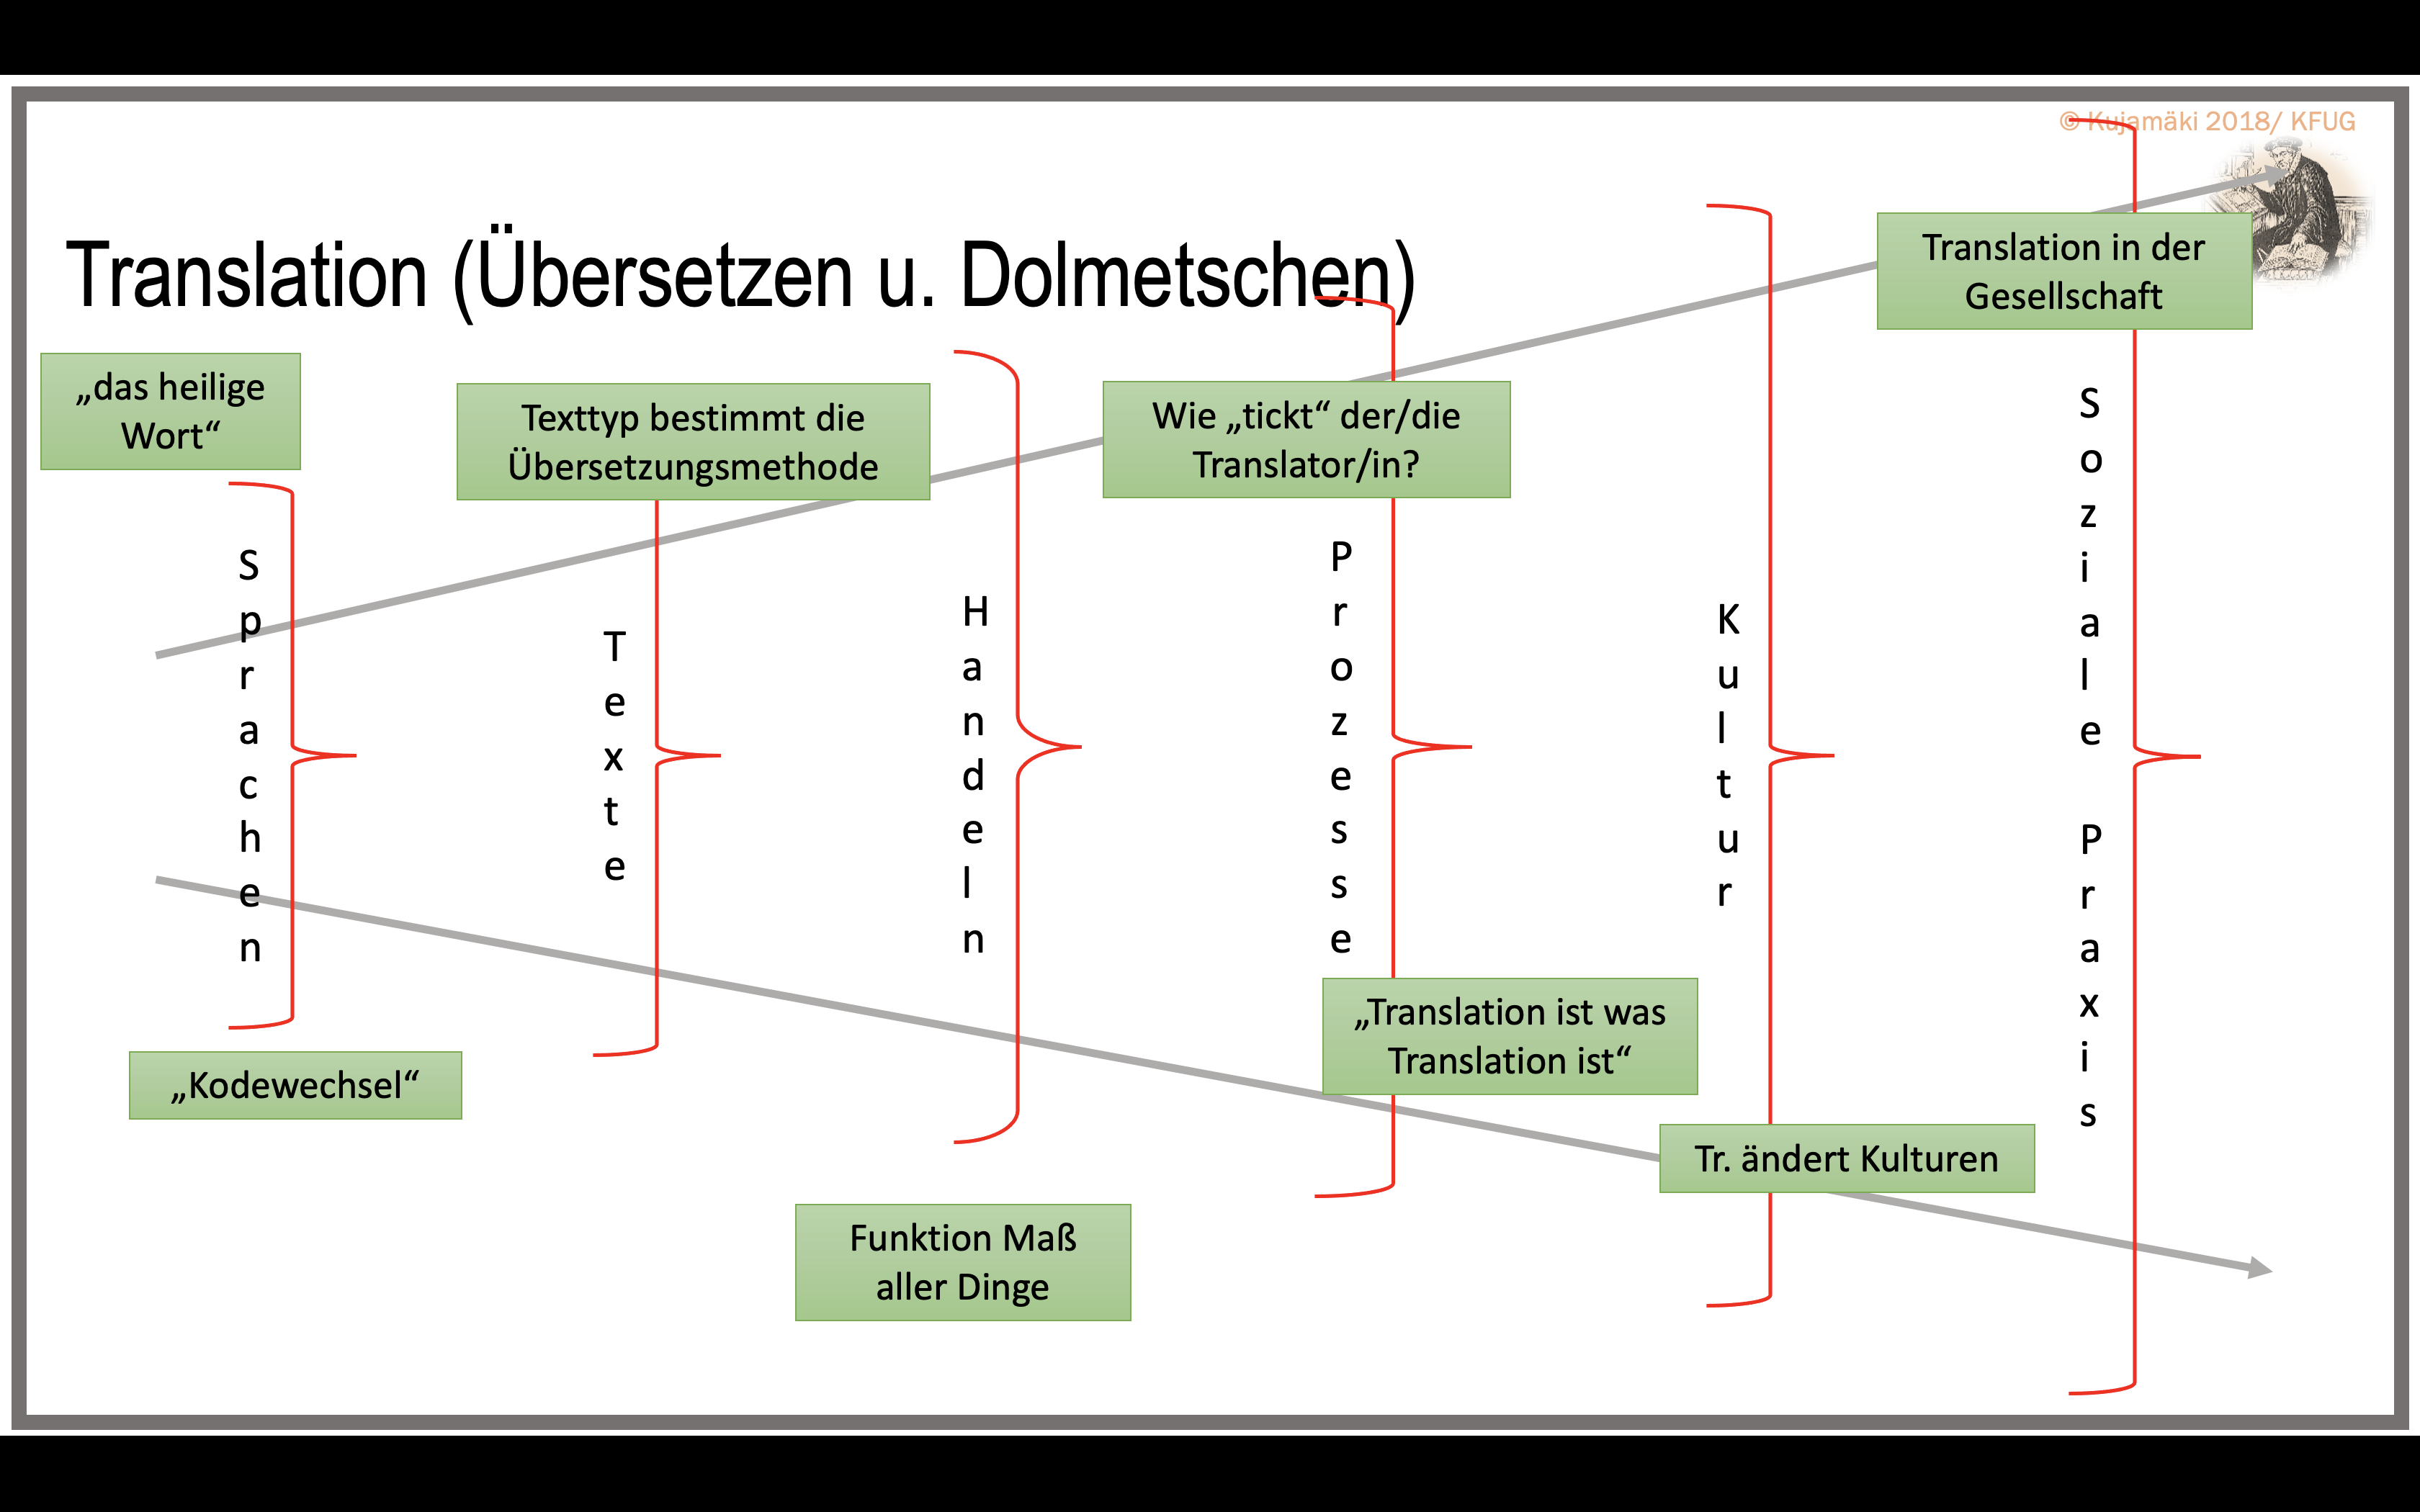 © Kujamäki 2018/ KFUG
Translation (Übersetzen u. Dolmetschen)
„das heilige
Wort“
Sprachen
„Kodewechsel“
Texttyp bestimmt die
Übersetzungsmethode
Texte
Handeln
Funktion Maß
aller Dinge
Wie „tickt“ der/die
Translator/in?
Prozesse
„Translation ist was
Translation ist“
Kultur
Tr. ändert Kulturen
Translation in der
Gesellschaft
Soziale Praxis